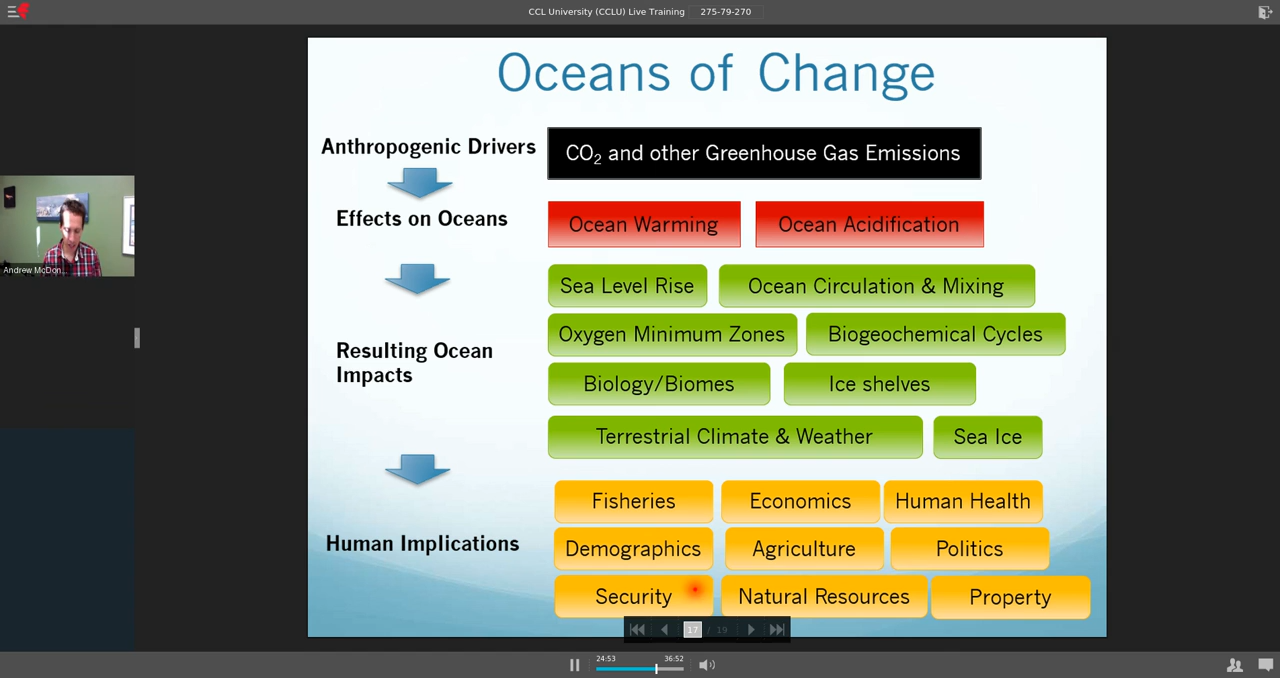 CCL University (CCLU) Live Training 275-79-270
Oceans of Change
Anthropogenic Drivers
CO₂ and other Greenhouse Gas Emissions
Effects on Oceans
Ocean Warming Ocean Acidification
Sea Level Rise Ocean Circulation & Mixing
Oxygen Minimum Zones Biogeochemical Cycles
Resulting Ocean
Impacts
Biology/Biomes Ice shelves
Terrestrial Climate & Weather Sea Ice
Fisheries Economics Human Health
Human Implications
Demographics Agriculture Politics
Security Natural Resources Property
Andrew McDon...
17 / 19
24:53 36:52